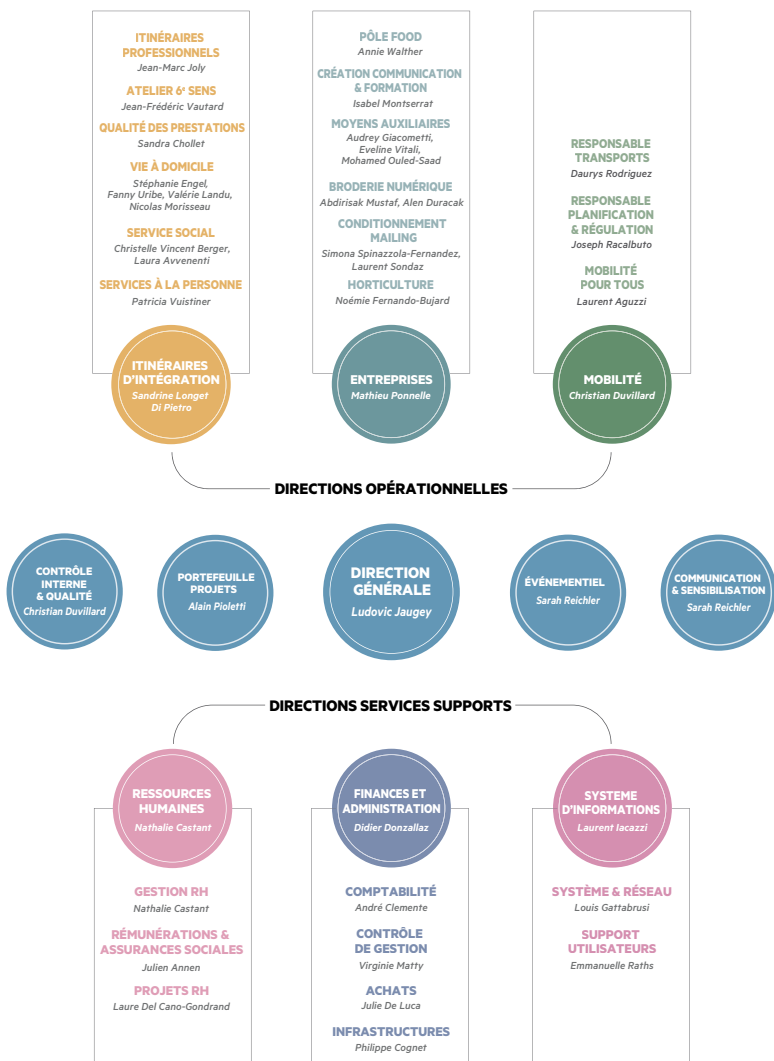 ITINÉRAIRES
PROFESSIONNELS
Jean-Marc Joly
ATELIER 6e SENS
Jean-Frédéric Vautard
QUALITÉ DES PRESTATIONS
Sandra Chollet
VIE À DOMICILE
Stéphanie Engel,
Fanny Uribe, Valérie Landu,
Nicolas Morisseau
SERVICE SOCIAL
Christelle Vincent Berger,
Laura Avvenenti
SERVICES À LA PERSONNE
Patricia Vuistiner
ITINÉRAIRES
D'INTÉGRATION
Sandrine Longet
Di Pietro
PÔLE FOOD
Annie Walther
CRÉATION COMMUNICATION
& FORMATION
Isabel Montserrat
MOYENS AUXILIAIRES
Audrey Giacometti,
Eveline Vitali,
Mohamed Ouled-Saad
BRODERIE NUMÉRIQUE
Abdirisak Mustaf, Alen Duracak
CONDITIONNEMENT
MAILING
Simona Spinazzola-Fernandez,
Laurent Sondaz
HORTICULTURE
Noémie Fernando-Bujard
ENTREPRISES
Mathieu Ponnelle
RESPONSABLE
TRANSPORTS
Daurys Rodriguez
RESPONSABLE
PLANIFICATION
& RÉGULATION
Joseph Racalbuto
MOBILITÉ
POUR TOUS
Laurent Aguzzi
MOBILITÉ
Christian Duvillard
DIRECTIONS OPÉRATIONNELLES
CONTRÔLE
INTERNE
& QUALITÉ
Christian Duvillard
PORTEFEUILLE
PROJETS
Alain Pioletti
DIRECTION
GÉNÉRALE
Ludovic Jaugey
ÉVÉNEMENTIEL
Sarah Reichler
COMMUNICATION
& SENSIBILISATION
Sarah Reichler
DIRECTIONS SERVICES SUPPORTS
RESSOURCES
HUMAINES
Nathalie Castant
GESTION RH
Nathalie Castant
RÉMUNÉRATIONS &
ASSURANCES SOCIALES
Julien Annen
PROJETS RH
Laure Del Cano-Gondrand
FINANCES ET
ADMINISTRATION
Didier Donzallaz
COMPTABILITÉ
André Clemente
CONTRÔLE
DE GESTION
Virginie Matty
ACHATS
Julie De Luca
INFRASTRUCTURES
Philippe Cognet
SYSTEME
D'INFORMATIONS
Laurent Iacazzi
SYSTÈME & RÉSEAU
Louis Gattabrusi
SUPPORT
UTILISATEURS
Emmanuelle Raths